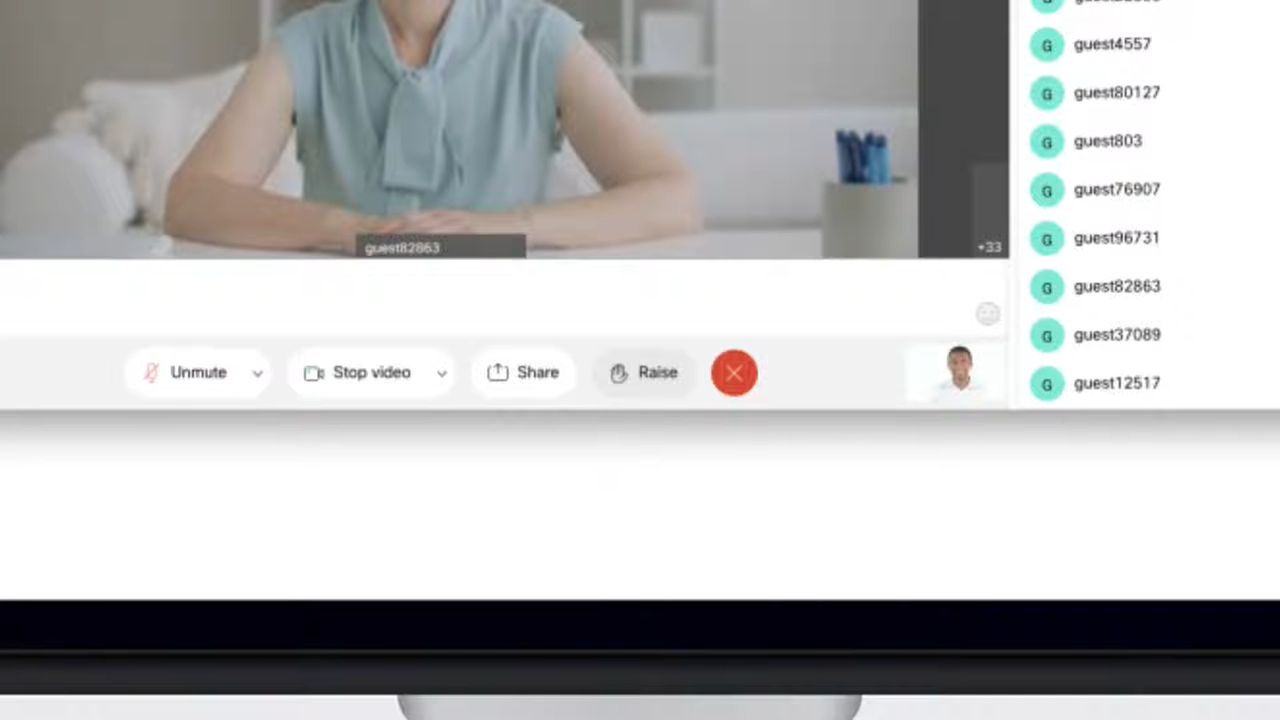 guest4557
guest80127
guest803
guest76907
guest96731
guest82863
+33
guest82863
guest37089
Unmute
Stop video
Share
Raise
guest12517
G
G
G
G
G
G
G
G